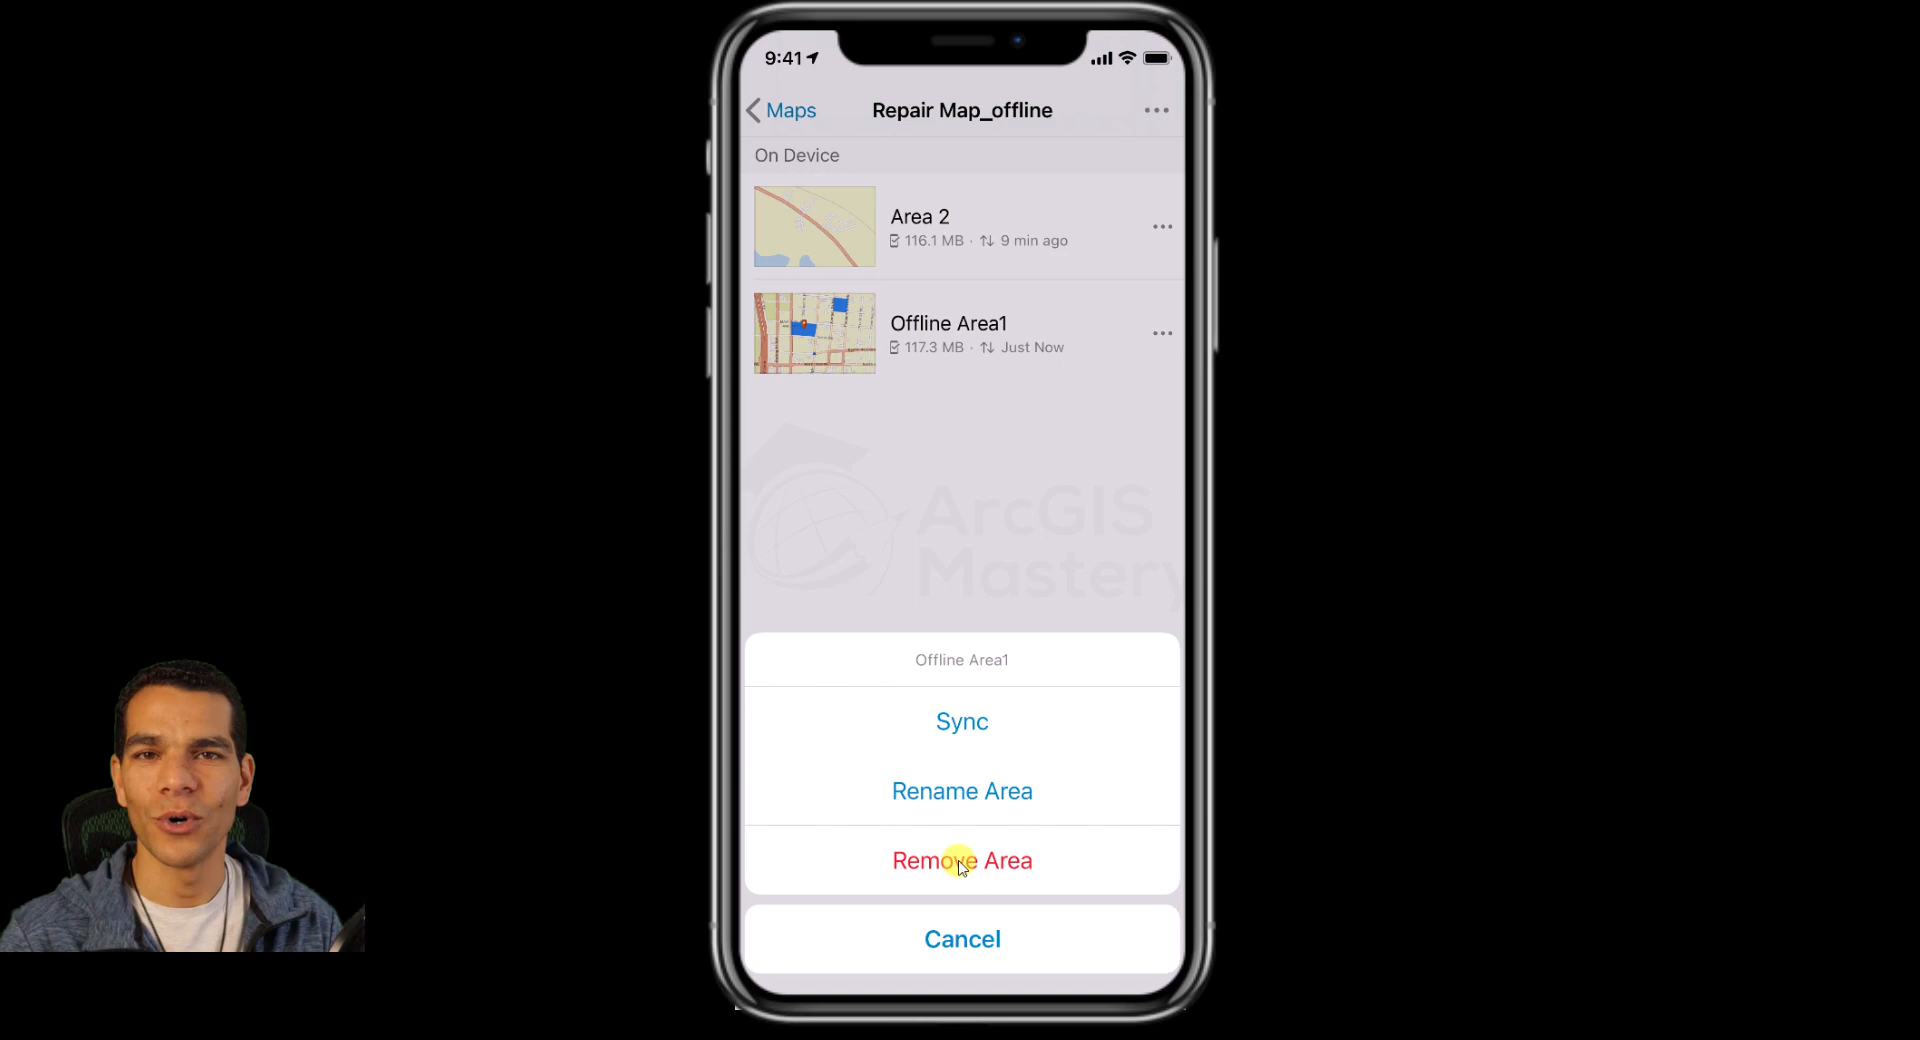 9:41
Maps
Repair Map_offline
On Device
Area 2
116.1 MB · 9 min ago
Offline Area1
117.3 MB · Just Now
ArcGIS
Mastery
Offline Area1
Sync
Rename Area
Remove Area
Cancel